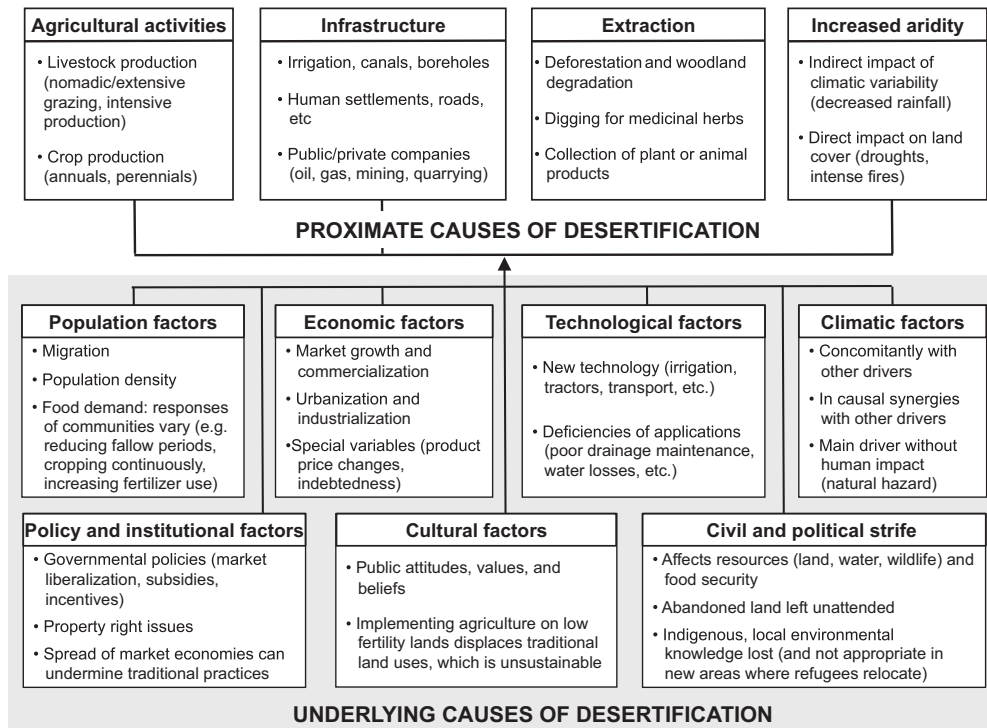 Agricultural activities
• Livestock production
(nomadic/extensive
grazing, intensive
production)
• Crop production
(annuals, perennials)
Infrastructure
• Irrigation, canals, boreholes
• Human settlements, roads,
etc
• Public/private companies
(oil, gas, mining, quarrying)
Extraction
• Deforestation and woodland
degradation
• Digging for medicinal herbs
• Collection of plant or animal
products
Increased aridity
• Indirect impact of
climatic variability
(decreased rainfall)
• Direct impact on land
cover (droughts,
intense fires)
PROXIMATE CAUSES OF DESERTIFICATION
Population factors
• Migration
• Population density
• Food demand: responses
of communities vary (e.g.
reducing fallow periods,
cropping continuously,
increasing fertilizer use)
Economic factors
• Market growth and
commercialization
• Urbanization and
industrialization
•Special variables (product
price changes,
indebtedness)
Technological factors
• New technology (irrigation,
tractors, transport, etc.)
• Deficiencies of applications
(poor drainage maintenance,
water losses, etc.)
Climatic factors
• Concomitantly with
other drivers
• In causal synergies
with other drivers
• Main driver without
human impact
(natural hazard)
Policy and institutional factors
• Governmental policies (market
liberalization, subsidies,
incentives)
• Property right issues
• Spread of market economies can
undermine traditional practices
Cultural factors
• Public attitudes, values, and
beliefs
• Implementing agriculture on low
fertility lands displaces traditional
land uses, which is unsustainable
Civil and political strife
• Affects resources (land, water, wildlife) and
food security
• Abandoned land left unattended
• Indigenous, local environmental
knowledge lost (and not appropriate in
new areas where refugees relocate)
UNDERLYING CAUSES OF DESERTIFICATION